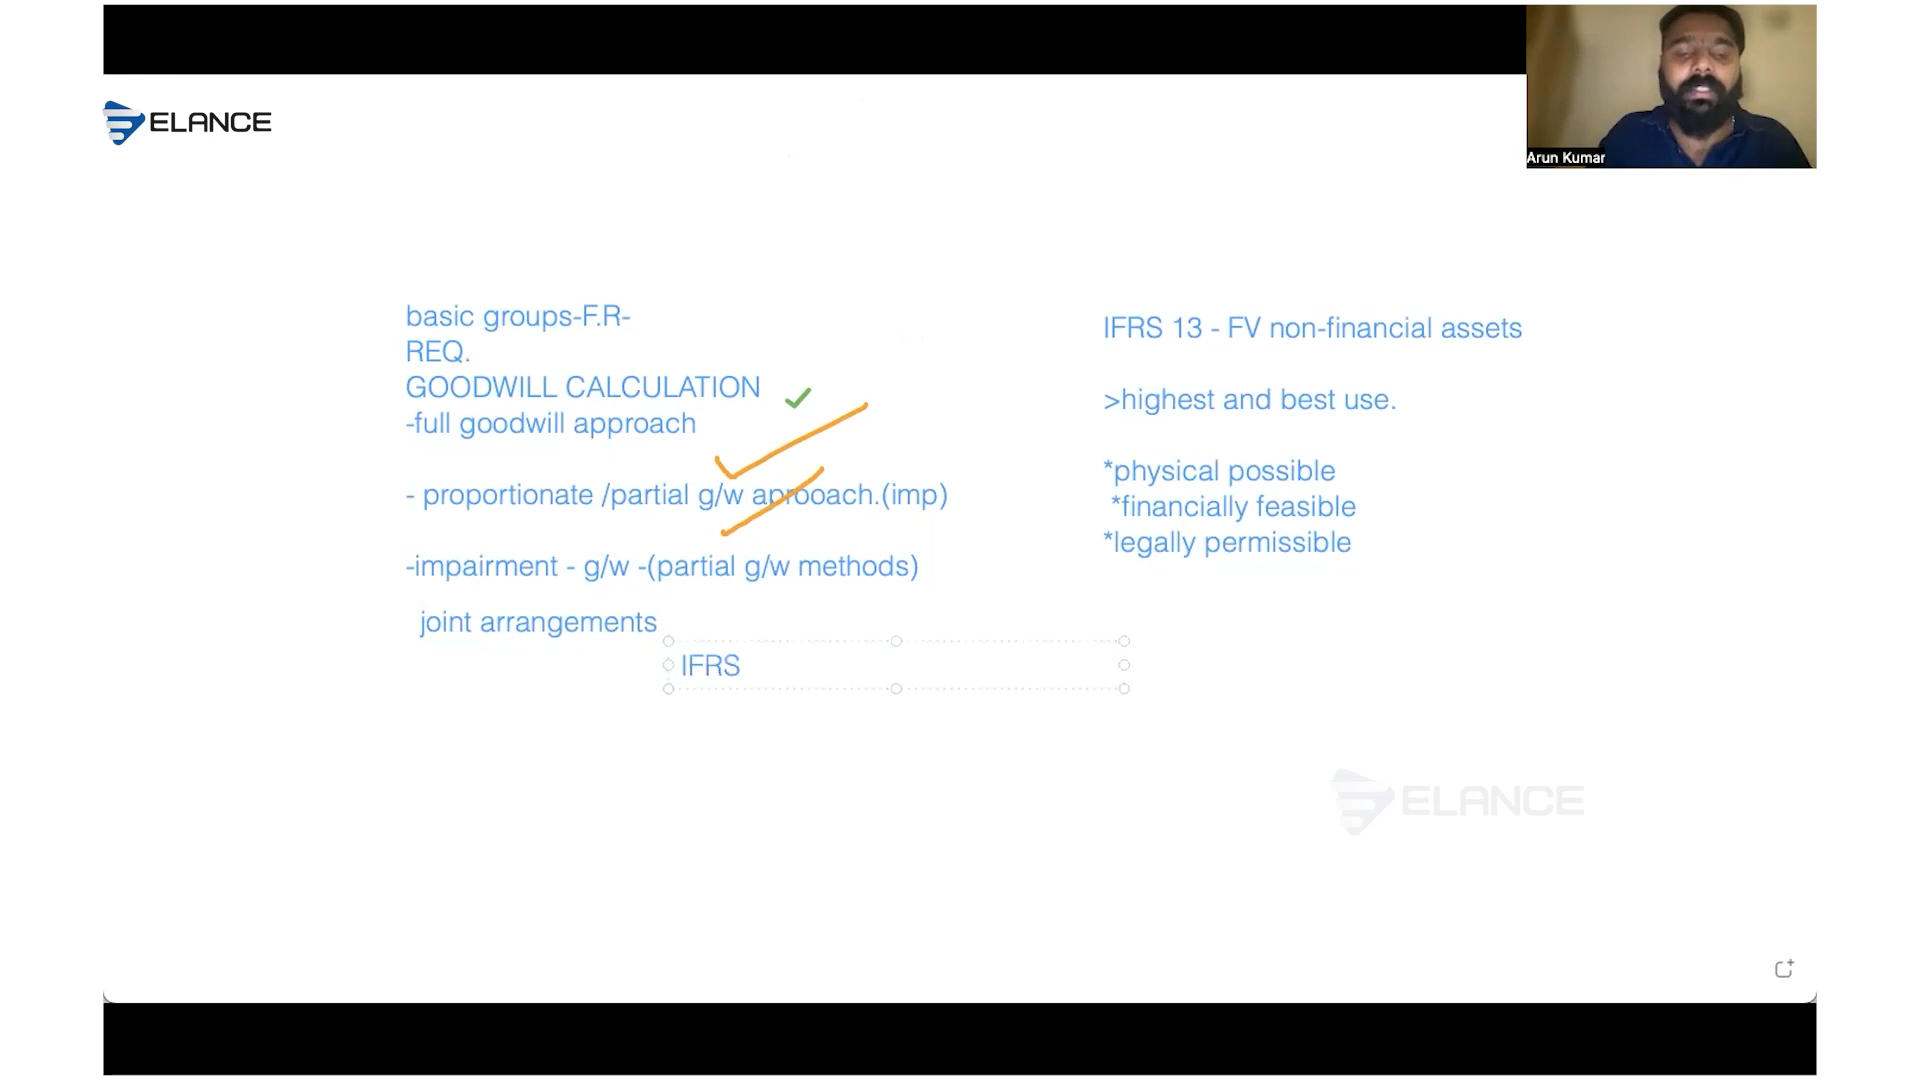 ELANCE
Arun Kumar
basic groups-F.R-
REQ.
GOODWILL CALCULATION
-full goodwill approach
- proportionate /partial g/w aprooach.(imp)
-impairment - g/w -(partial g/w methods)
joint arrangements
IFRS
IFRS 13 - FV non-financial assets
>highest and best use.
*physical possible
*financially feasible
*legally permissible
ELANCE